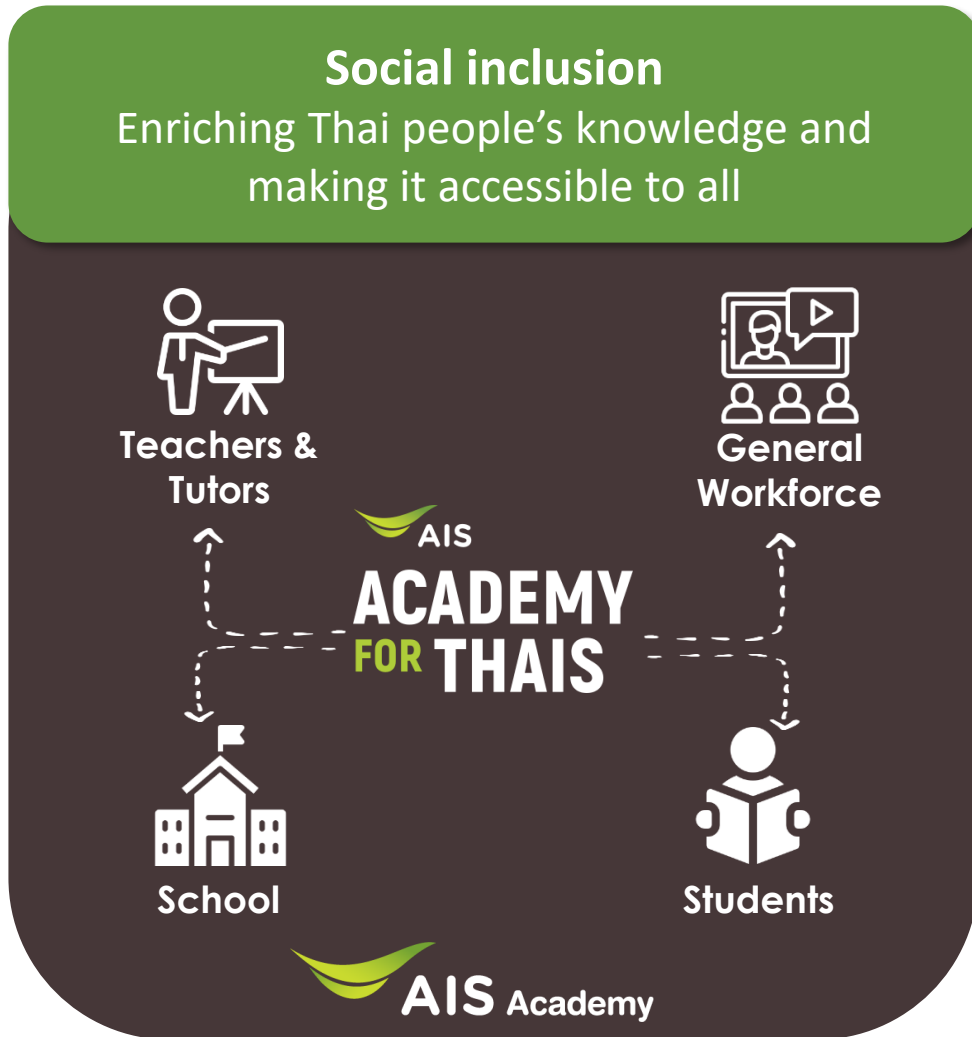 Social inclusion
Enriching Thai people’s knowledge and
making it accessible to all
Teachers &
Tutors
General
Workforce
AIS
ACADEMY
FOR THAIS
School
Students
AIS Academy